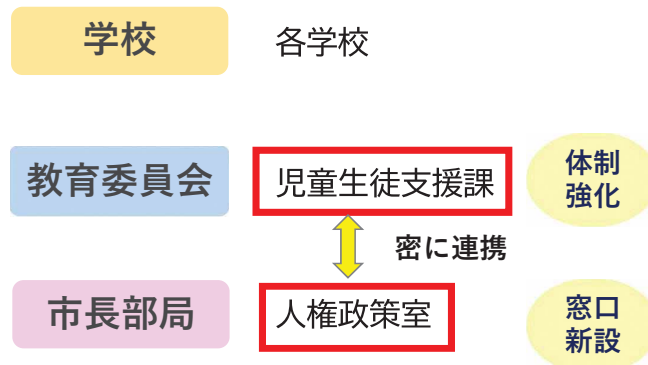 学校
各学校
教育委員会
児童生徒支援課
体制
強化
密に連携
市長部局
人権政策室
窓口
新設